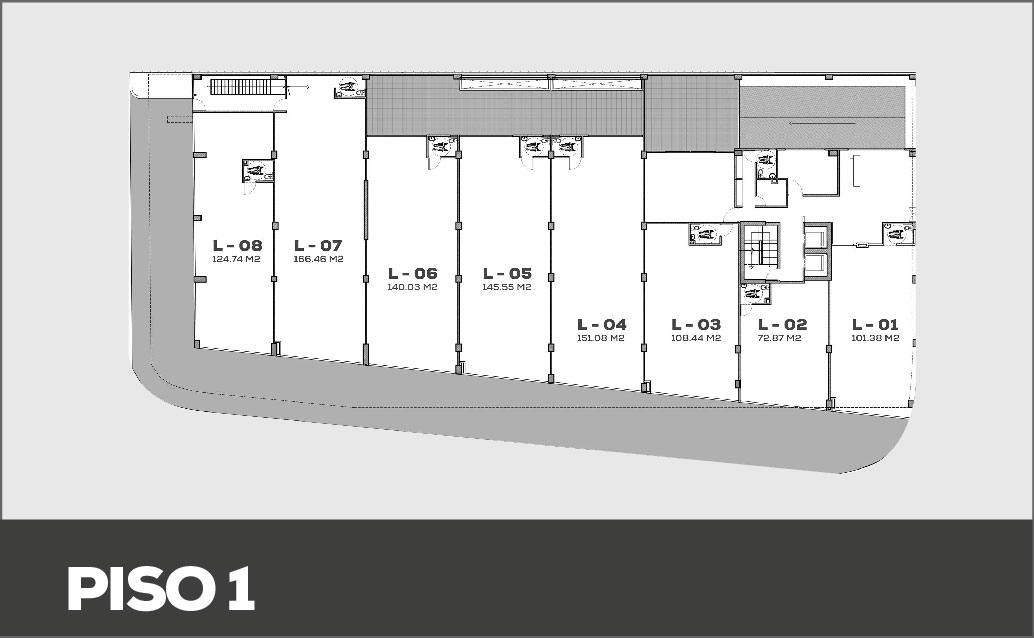 L - 08
124.74 M2
L - 07
166.46 M2
L - 06
140.03 M2
L - 05
145.55 M2
L - 04
151.08 M2
L - 03
108.44 M2
L - 02
72.87 M2
L - 01
101.38 M2
PISO 1